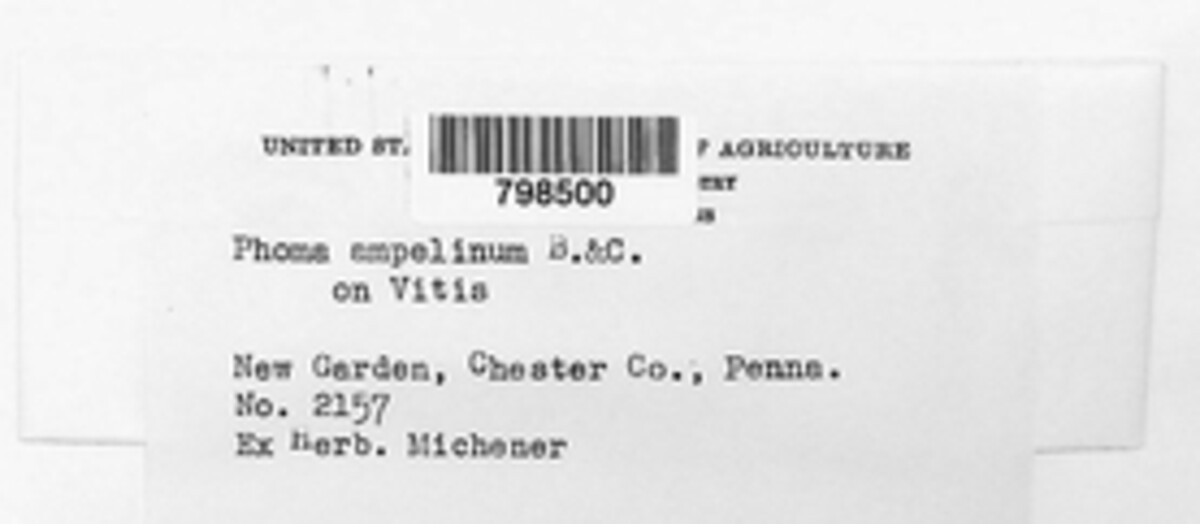 UNITED ST. AGRICULTURE
798500
Phoma ampelinum B.&C.
on Vitis
New Garden, Chester Co., Penna.
No. 2157
Ex Herb. Michener